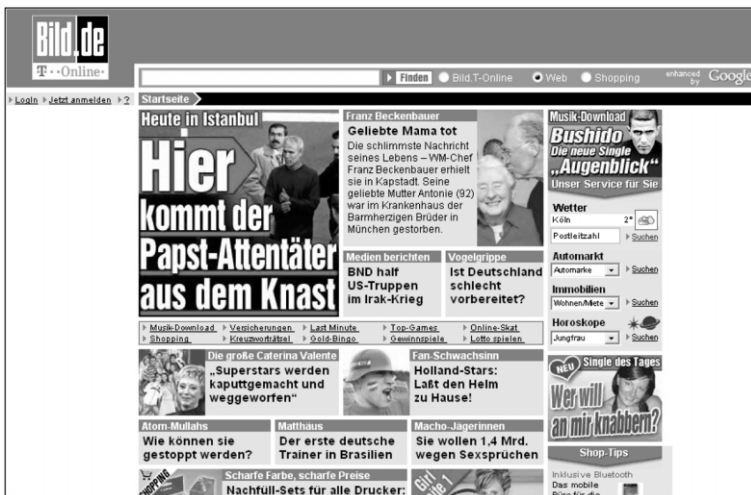 Bild.de
T··Online·
Finden Bild.T-Online Web Shopping enhanced by Google
Login Jetzt anmelden ?
Startseite
Heute in Istanbul
Hier
kommt der
Papst-Attentäter
aus dem Knast
Franz Beckenbauer
Geliebte Mama tot
Die schlimmste Nachricht
seines Lebens – WM-Chef
Franz Beckenbauer erhielt
sie in Kapstadt. Seine
geliebte Mutter Antonie (92)
war im Krankenhaus der
Barmherzigen Brüder in
München gestorben.
Medien berichten
BND half
US-Truppen
im Irak-Krieg
Vogelgrippe
Ist Deutschland
schlecht
vorbereitet?
Musik-Download Versicherungen Last Minute Top-Games Online-Skat
Shopping Kreuzworträtsel Gold-Bingo Gewinnspiele Lotto spielen
Die große Caterina Valente
„Superstars werden
kaputtgemacht und
weggeworfen“
Fan-Schwachsinn
Holland-Stars:
Laßt den Helm
zu Hause!
Atom-Mullahs
Wie können sie
gestoppt werden?
Matthäus
Der erste deutsche
Trainer in Brasilien
Macho-Jägerinnen
Sie wollen 1,4 Mrd.
wegen Sexsprüchen
SHOPPING
Scharfe Farbe, scharfe Preise
Nachfüll-Sets für alle Drucker:
Girl
Musik-Download
Bushido
Die neue Single
„Augenblick“
Unser Service für Sie
Wetter
Köln 2°
Postleitzahl Suchen
Automarkt
Automarke Suchen
Immobilien
Wohnen/Miete Suchen
Horoskope
Jungfrau Suchen
NEU Single des Tages
Wer will
an mir knabbern?
Shop-Tips
Inklusive Bluetooth
Das mobile
Büro für die